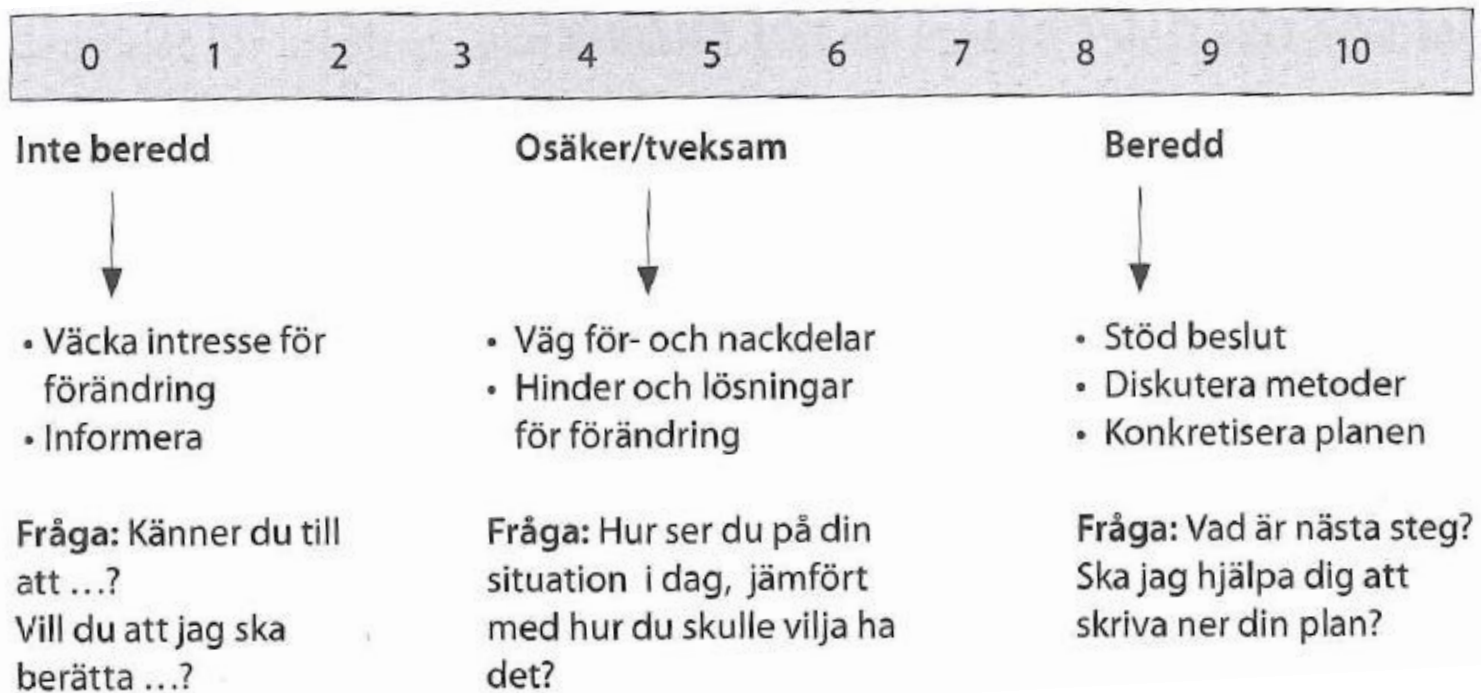 0 1 2 3 4 5 6 7 8 9 10
Inte beredd
Osäker/tveksam
Beredd
• Väcka intresse för
förändring
• Informera
• Väg för- och nackdelar
• Hinder och lösningar
för förändring
• Stöd beslut
• Diskutera metoder
• Konkretisera planen
Fråga: Känner du till
att ...?
Vill du att jag ska
berätta ...?
Fråga: Hur ser du på din
situation i dag, jämfört
med hur du skulle vilja ha
det?
Fråga: Vad är nästa steg?
Ska jag hjälpa dig att
skriva ner din plan?